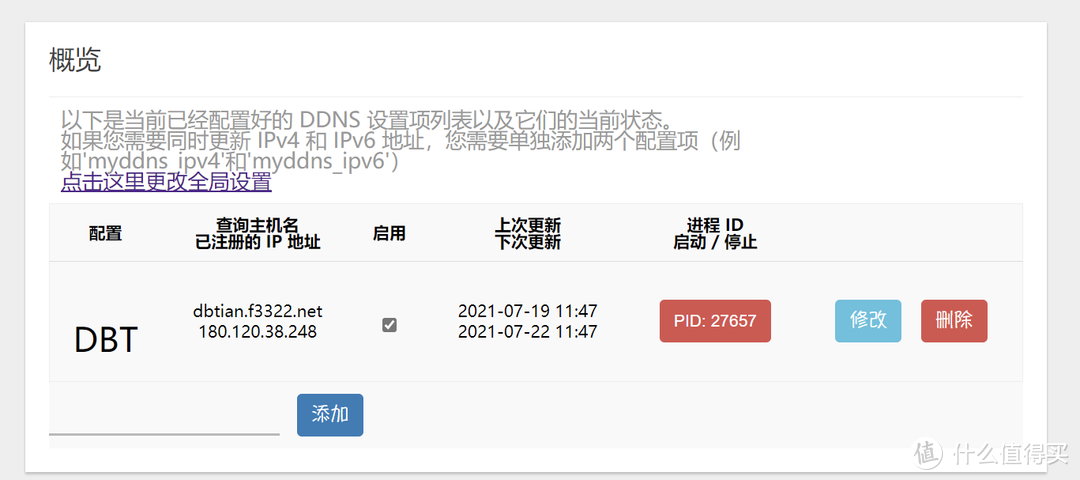 概览
以下是当前已经配置好的 DDNS 设置项列表以及它们的当前状态。
如果您需要同时更新 IPv4 和 IPv6 地址，您需要单独添加两个配置项（例
如'myddns_ipv4'和'myddns_ipv6'）
点击这里更改全局设置
配置 查询主机名 启用 上次更新 进程 ID
已注册的 IP 地址 下次更新 启动 / 停止
dbtian.f3322.net 2021-07-19 11:47
DBT 180.120.38.248 2021-07-22 11:47 PID: 27657 修改 删除
添加
值 什么值得买